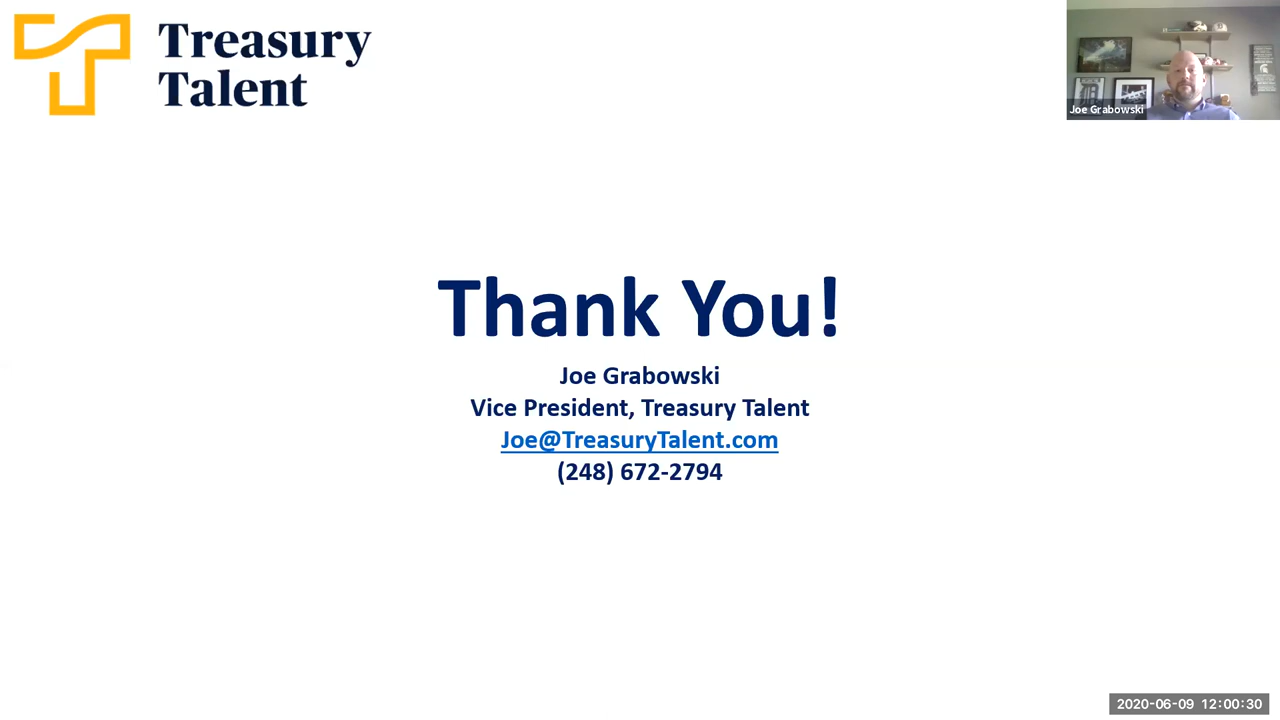 Treasury
Talent
Joe Grabowski
Thank You!
Joe Grabowski
Vice President, Treasury Talent
Joe@TreasuryTalent.com
(248) 672-2794
2020-06-09 12:00:30